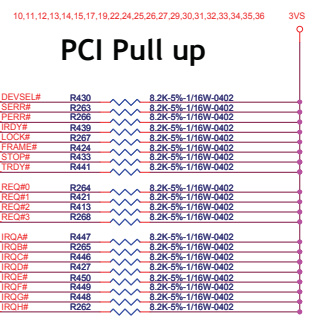 10,11,12,13,14,15,17,19,22,24,25,26,27,29,30,31,32,33,34,35,36 3VS
PCI Pull up
DEVSEL# R430 8.2K-5%-1/16W-0402
SERR# R263 8.2K-5%-1/16W-0402
PERR# R266 8.2K-5%-1/16W-0402
IRDY# R439 8.2K-5%-1/16W-0402
LOCK# R267 8.2K-5%-1/16W-0402
FRAME# R424 8.2K-5%-1/16W-0402
STOP# R433 8.2K-5%-1/16W-0402
TRDY# R441 8.2K-5%-1/16W-0402
REQ#0 R264 8.2K-5%-1/16W-0402
REQ#1 R421 8.2K-5%-1/16W-0402
REQ#2 R413 8.2K-5%-1/16W-0402
REQ#3 R268 8.2K-5%-1/16W-0402
IRQA# R447 8.2K-5%-1/16W-0402
IRQB# R265 8.2K-5%-1/16W-0402
IRQC# R446 8.2K-5%-1/16W-0402
IRQD# R427 8.2K-5%-1/16W-0402
IRQE# R450 8.2K-5%-1/16W-0402
IRQF# R449 8.2K-5%-1/16W-0402
IRQG# R448 8.2K-5%-1/16W-0402
IRQH# R262 8.2K-5%-1/16W-0402